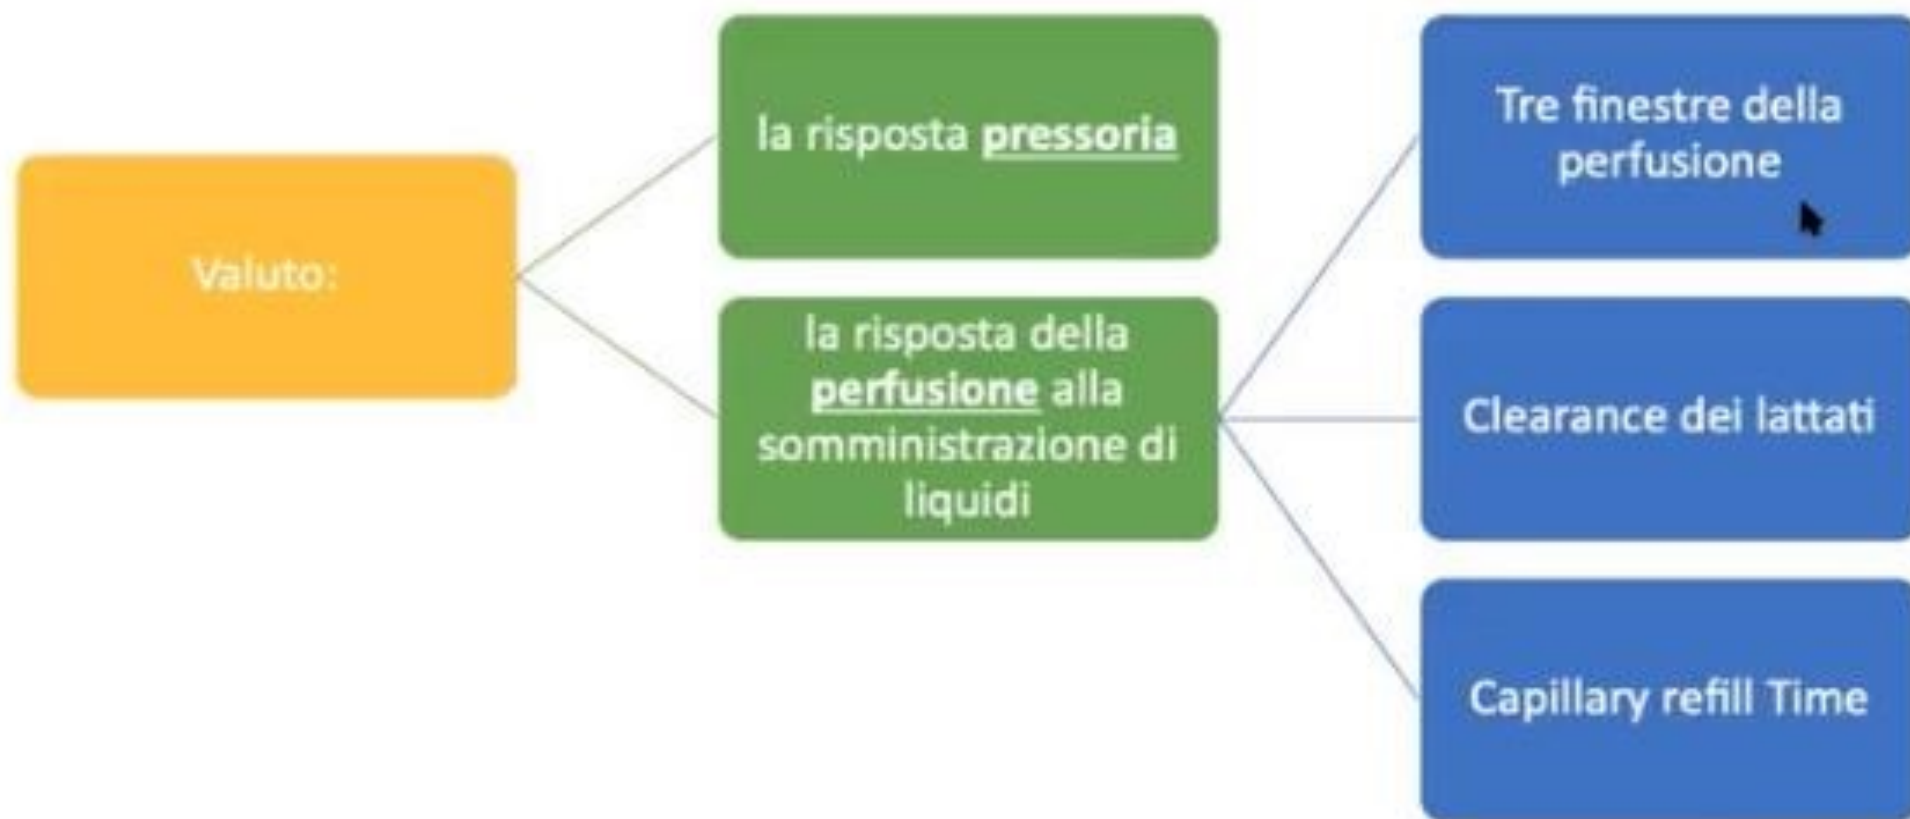 Valuto:
la risposta pressoria
la risposta della
perfusione alla
somministrazione di
liquidi
Tre finestre della
perfusione
Clearance dei lattati
Capillary refill Time